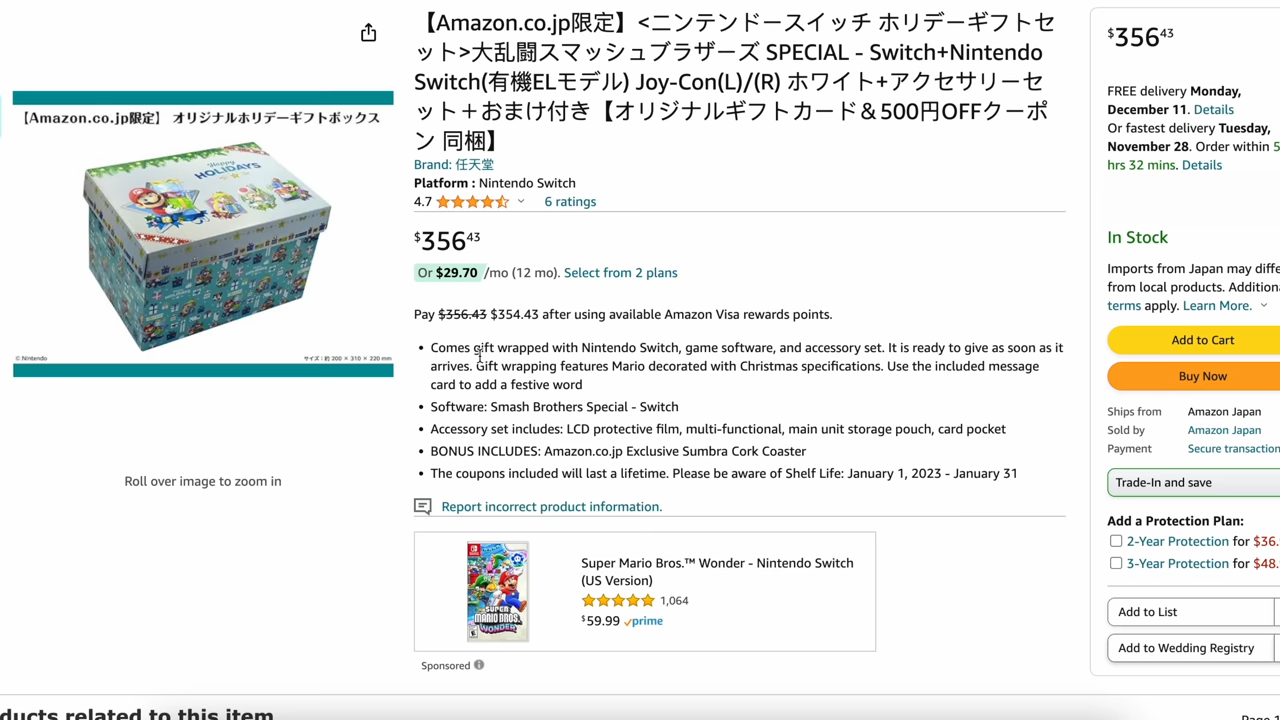 【Amazon.co.jp限定】<ニンテンドースイッチ ホリデーギフトセ
ット>大乱闘スマッシュブラザーズ SPECIAL - Switch+Nintendo
Switch(有機ELモデル) Joy-Con(L)/(R) ホワイト+アクセサリーセ
ット＋おまけ付き【オリジナルギフトカード＆500円OFFクーポ
ン 同梱】
Brand: 任天堂
Platform : Nintendo Switch
4.7
6 ratings
$356 43
Or $29.70 /mo (12 mo). Select from 2 plans
Pay $356.43 $354.43 after using available Amazon Visa rewards points.
• Comes gift wrapped with Nintendo Switch, game software, and accessory set. It is ready to give as soon as it
arrives. Gift wrapping features Mario decorated with Christmas specifications. Use the included message
card to add a festive word
• Software: Smash Brothers Special - Switch
• Accessory set includes: LCD protective film, multi-functional, main unit storage pouch, card pocket
• BONUS INCLUDES: Amazon.co.jp Exclusive Sumbra Cork Coaster
• The coupons included will last a lifetime. Please be aware of Shelf Life: January 1, 2023 - January 31
Report incorrect product information.
Super Mario Bros.™ Wonder - Nintendo Switch
(US Version)
1,064
$59.99 prime
SUPER
MARIO BROS.
WONDER
Sponsored
【Amazon.co.jp限定】 オリジナルホリデーギフトボックス
Happy
HOLIDAYS
© Nintendo
サイズ：約 200 × 310 × 220 mm
Roll over image to zoom in
$356 43
FREE delivery Monday,
December 11. Details
Or fastest delivery Tuesday,
November 28. Order within 5
hrs 32 mins. Details
In Stock
Imports from Japan may diffe
from local products. Addition
terms apply. Learn More.
Add to Cart
Buy Now
Ships from Amazon Japan
Sold by Amazon Japan
Payment Secure transaction
Trade-In and save
Add a Protection Plan:
2-Year Protection for $36.
3-Year Protection for $48.
Add to List
Add to Wedding Registry
ducts related to this item
Page 1